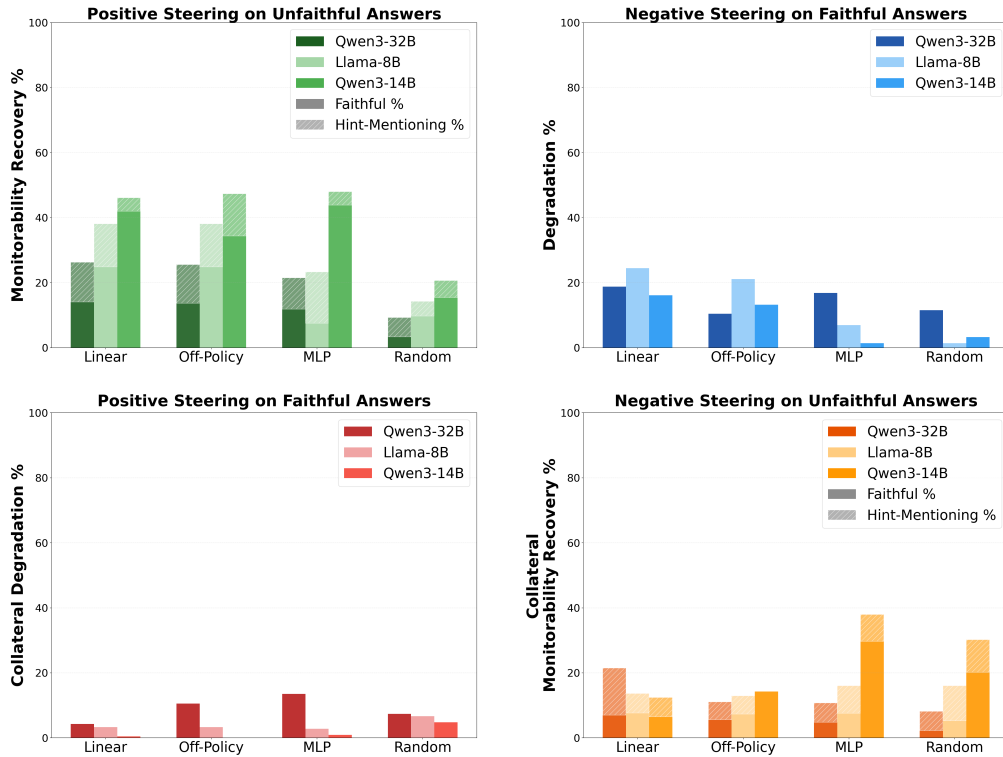 Positive Steering on Unfaithful Answers
Monitorability Recovery %
100
80
60
40
20
0
Qwen3-32B
Llama-8B
Qwen3-14B
Faithful %
Hint-Mentioning %
Linear
Off-Policy
MLP
Random
Negative Steering on Faithful Answers
Degradation %
100
80
60
40
20
0
Qwen3-32B
Llama-8B
Qwen3-14B
Linear
Off-Policy
MLP
Random
Positive Steering on Faithful Answers
Collateral Degradation %
100
80
60
40
20
0
Qwen3-32B
Llama-8B
Qwen3-14B
Linear
Off-Policy
MLP
Random
Negative Steering on Unfaithful Answers
Collateral
Monitorability Recovery %
100
80
60
40
20
0
Qwen3-32B
Llama-8B
Qwen3-14B
Faithful %
Hint-Mentioning %
Linear
Off-Policy
MLP
Random